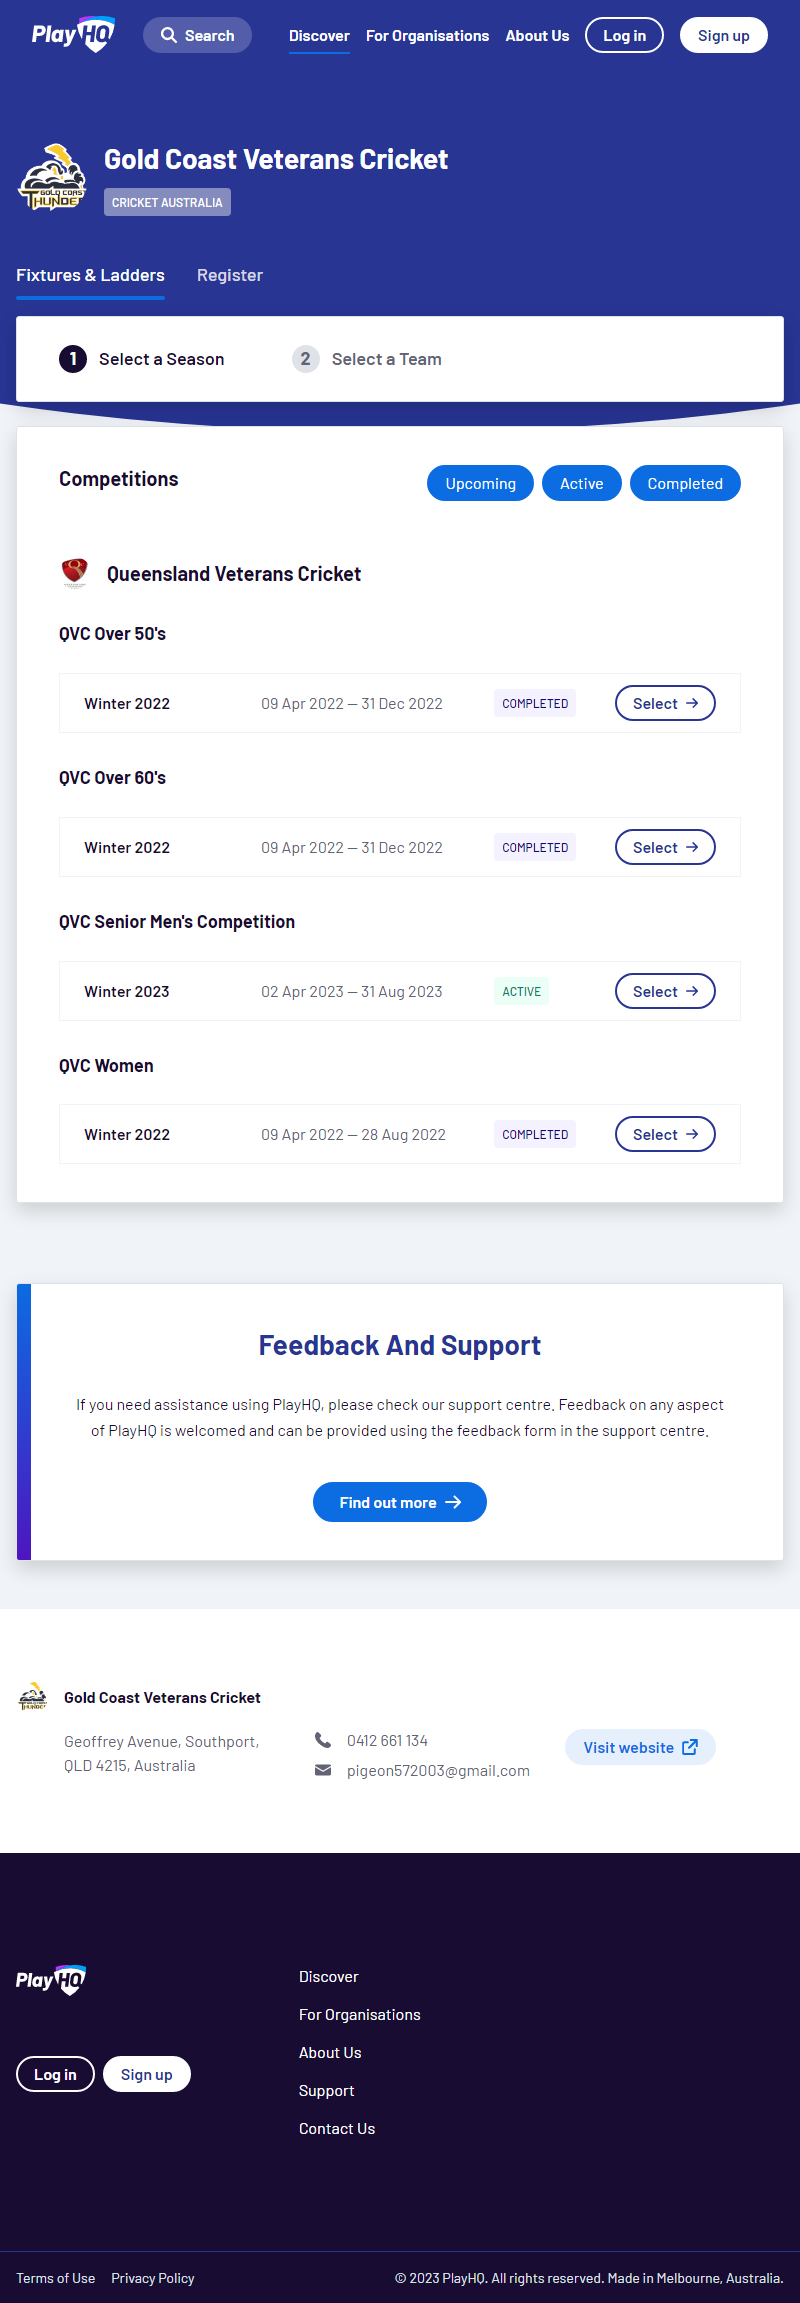 PlayHQ
Search
Discover
For Organisations
About Us
Log in
Sign up
GOLD COAST
THUNDER
Gold Coast Veterans Cricket
CRICKET AUSTRALIA
Fixtures & Ladders
Register
1 Select a Season
2 Select a Team
Competitions
Upcoming
Active
Completed
Queensland Veterans Cricket
QVC Over 50's
Winter 2022 09 Apr 2022 — 31 Dec 2022 COMPLETED Select
QVC Over 60's
Winter 2022 09 Apr 2022 — 31 Dec 2022 COMPLETED Select
QVC Senior Men's Competition
Winter 2023 02 Apr 2023 — 31 Aug 2023 ACTIVE Select
QVC Women
Winter 2022 09 Apr 2022 — 28 Aug 2022 COMPLETED Select
Feedback And Support
If you need assistance using PlayHQ, please check our support centre. Feedback on any aspect
of PlayHQ is welcomed and can be provided using the feedback form in the support centre.
Find out more
Gold Coast Veterans Cricket
Geoffrey Avenue, Southport,
QLD 4215, Australia
0412 661 134
pigeon572003@gmail.com
Visit website
PlayHQ
Log in
Sign up
Discover
For Organisations
About Us
Support
Contact Us
Terms of Use
Privacy Policy
© 2023 PlayHQ. All rights reserved. Made in Melbourne, Australia.